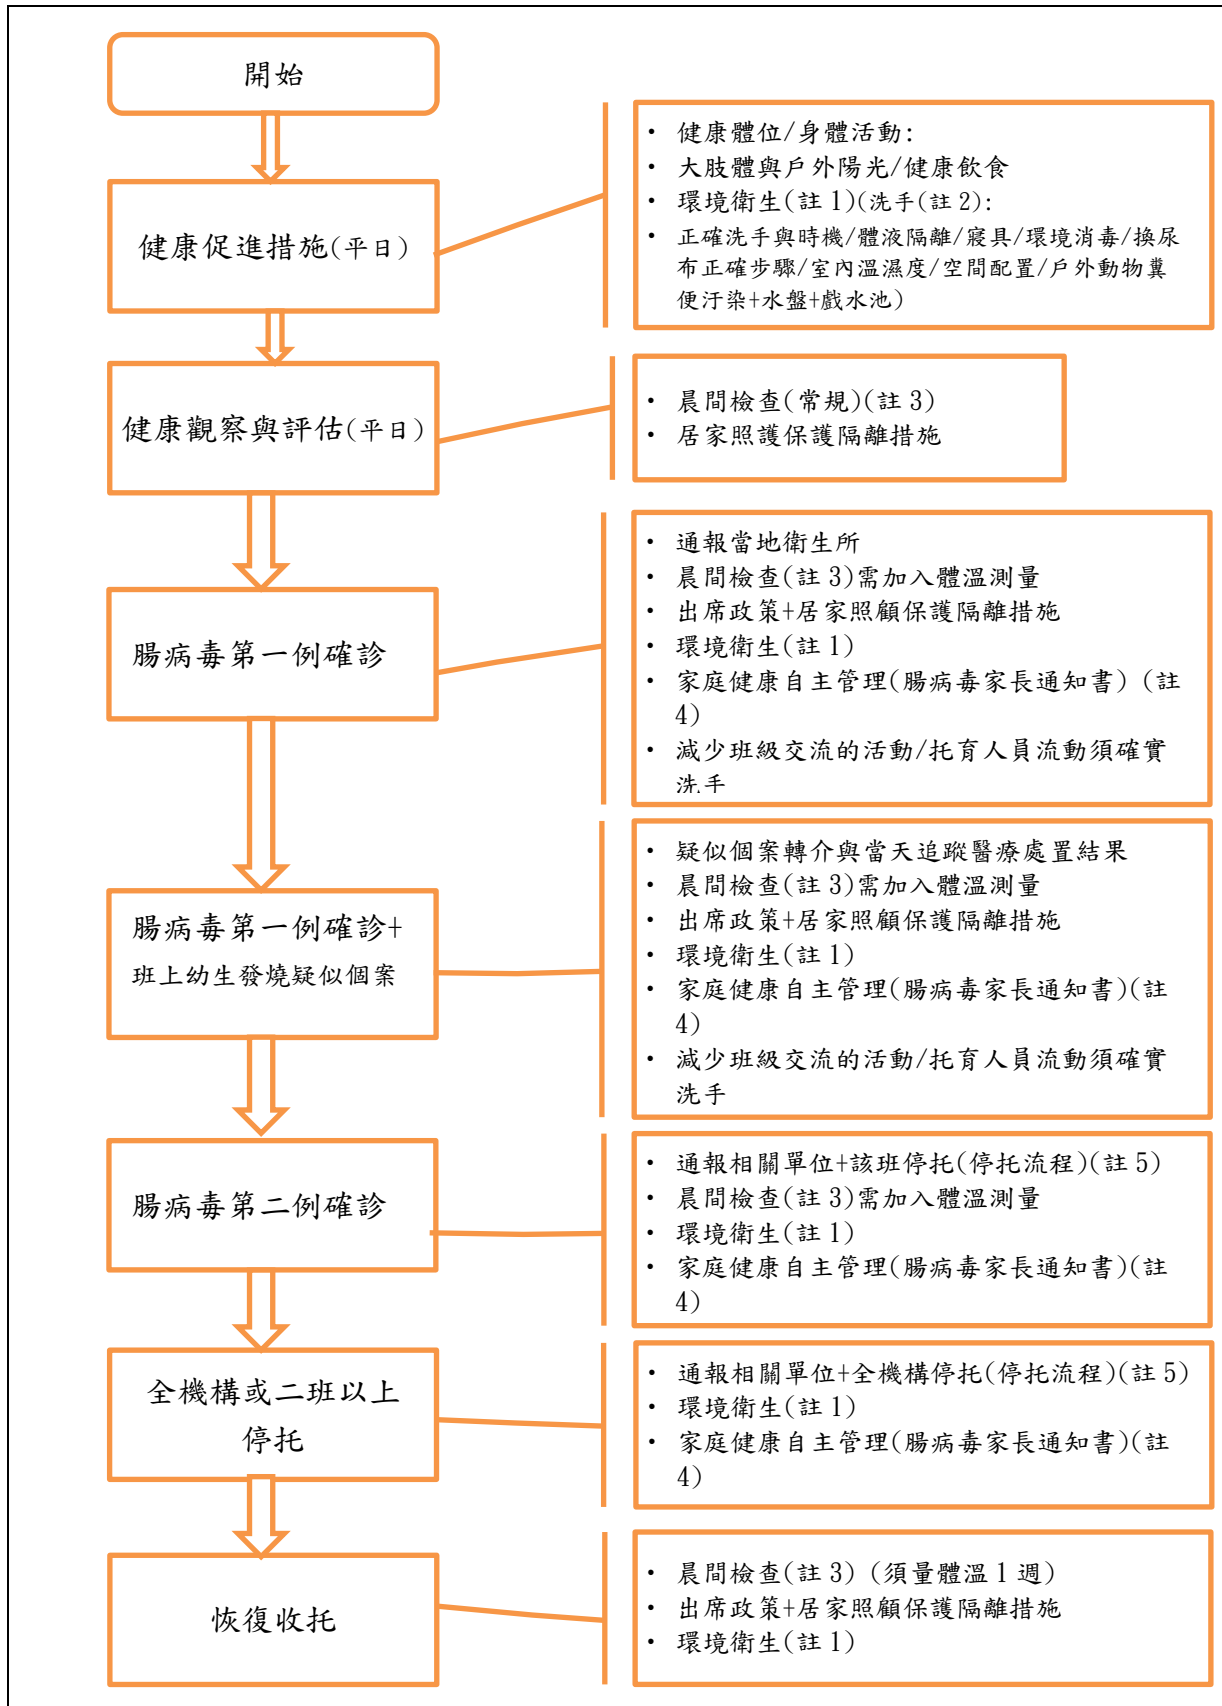 開始
健康促進措施(平日)
• 健康體位/身體活動:
• 大肢體與戶外陽光/健康飲食
• 環境衛生(註 1)(洗手(註 2):
• 正確洗手與時機/體液隔離/寢具/環境消毒/換尿
布正確步驟/室內溫濕度/空間配置/戶外動物糞
便汙染+水盤+戲水池)
健康觀察與評估(平日)
• 晨間檢查(常規)(註 3)
• 居家照護保護隔離措施
腸病毒第一例確診
• 通報當地衛生所
• 晨間檢查(註 3)需加入體溫測量
• 出席政策+居家照顧保護隔離措施
• 環境衛生(註 1)
• 家庭健康自主管理(腸病毒家長通知書) (註
4)
• 減少班級交流的活動/托育人員流動須確實
洗手
腸病毒第一例確診+
班上幼生發燒疑似個案
• 疑似個案轉介與當天追蹤醫療處置結果
• 晨間檢查(註 3)需加入體溫測量
• 出席政策+居家照顧保護隔離措施
• 環境衛生(註 1)
• 家庭健康自主管理(腸病毒家長通知書)(註
4)
• 減少班級交流的活動/托育人員流動須確實
洗手
腸病毒第二例確診
• 通報相關單位+該班停托(停托流程)(註 5)
• 晨間檢查(註 3)需加入體溫測量
• 環境衛生(註 1)
• 家庭健康自主管理(腸病毒家長通知書)(註
4)
全機構或二班以上
停托
• 通報相關單位+全機構停托(停托流程)(註 5)
• 環境衛生(註 1)
• 家庭健康自主管理(腸病毒家長通知書)(註
4)
恢復收托
• 晨間檢查(註 3) (須量體溫 1 週)
• 出席政策+居家照顧保護隔離措施
• 環境衛生(註 1)